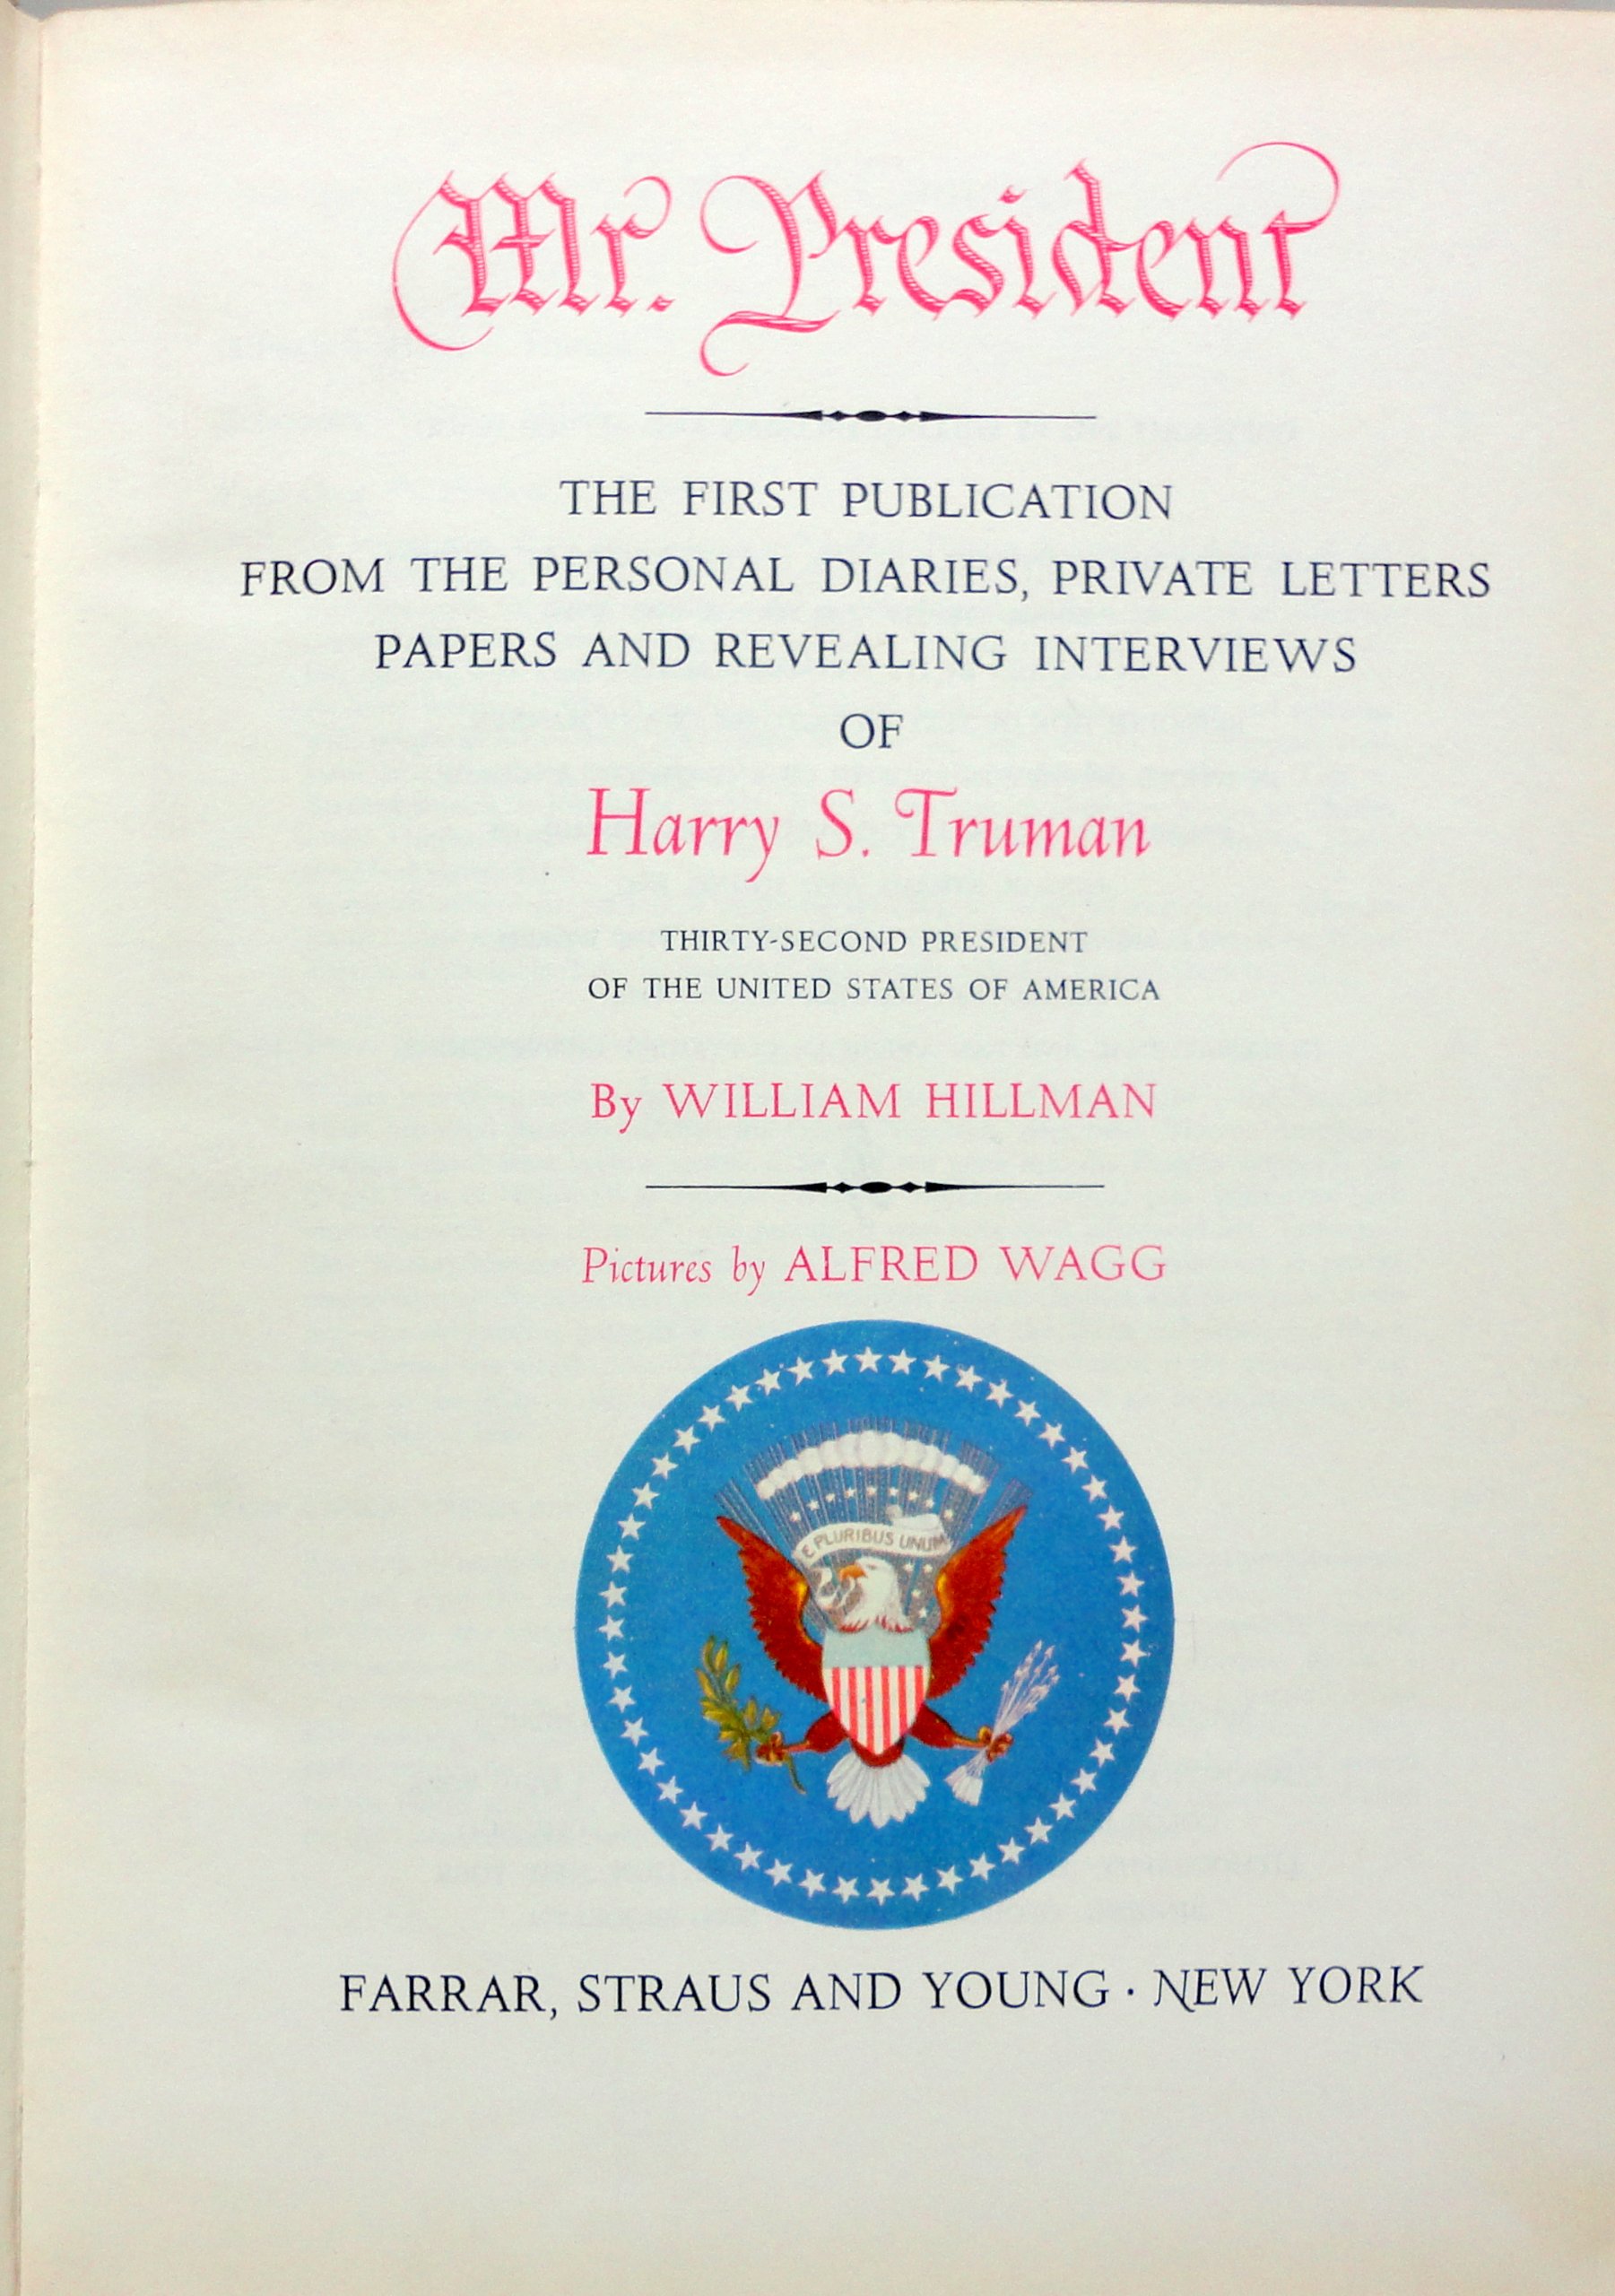 Mr. President
THE FIRST PUBLICATION
FROM THE PERSONAL DIARIES, PRIVATE LETTERS
PAPERS AND REVEALING INTERVIEWS
OF
Harry S. Truman
THIRTY-SECOND PRESIDENT
OF THE UNITED STATES OF AMERICA
By WILLIAM HILLMAN
Pictures by ALFRED WAGG
E PLURIBUS UNUM
FARRAR, STRAUS AND YOUNG · NEW YORK